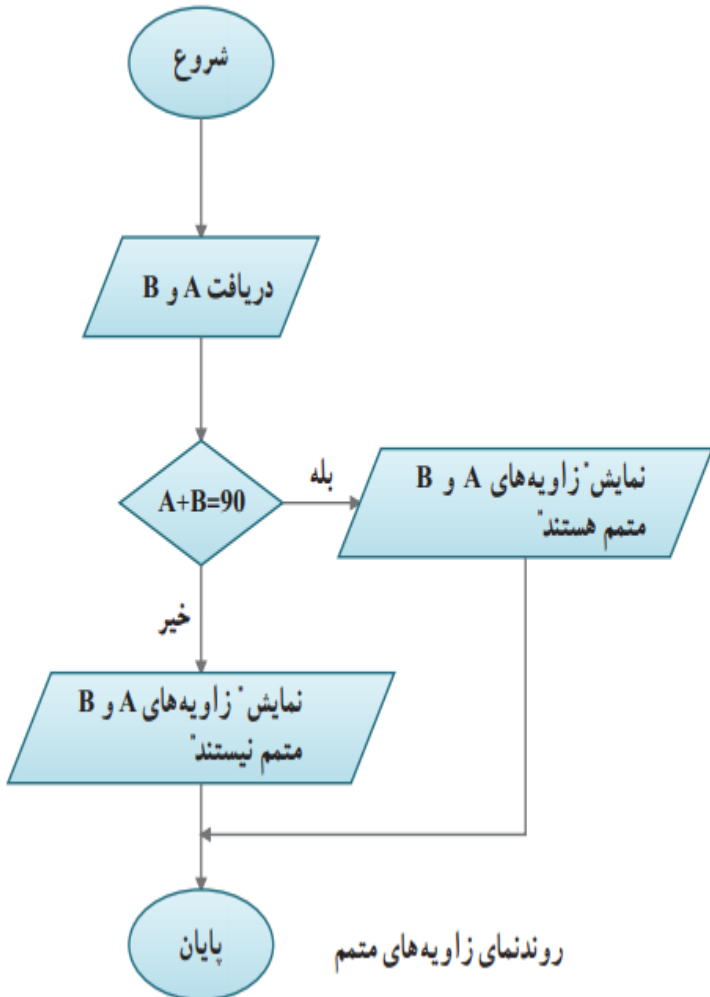 شروع
دریافت A و B
A+B=90
بله
نمایش" زاویه‌های A و B
متمم هستند"
خیر
نمایش" زاویه‌های A و B
متمم نیستند"
پایان
روندنمای زاویه‌های متمم